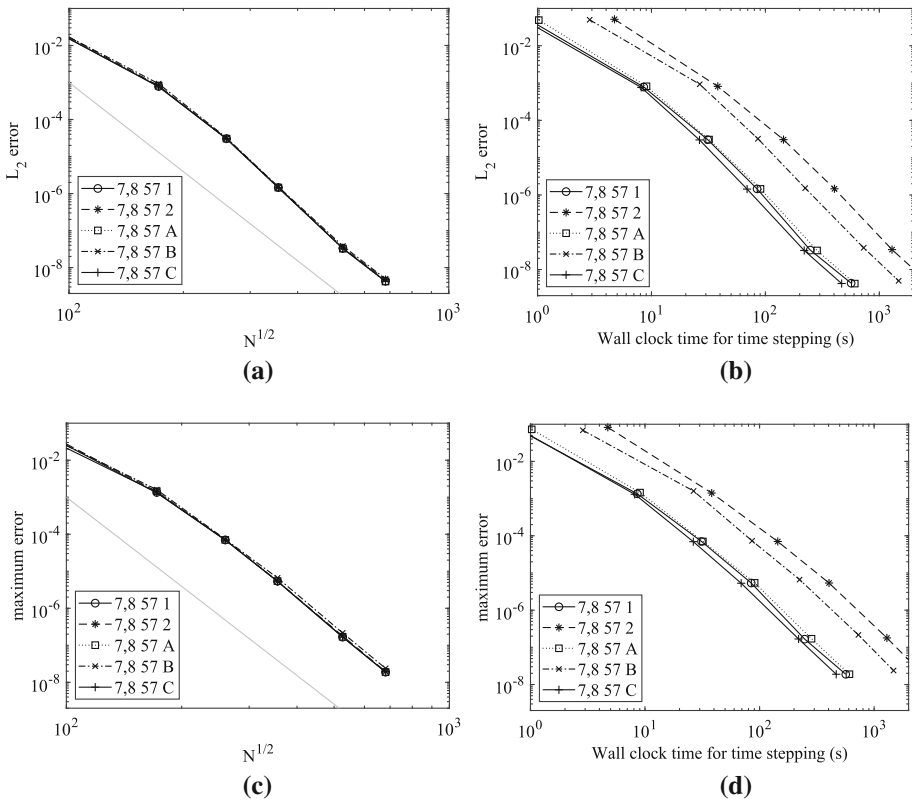 10^-2
10^-4
10^-6
10^-8
L_2 error
7,8 57 1
7,8 57 2
7,8 57 A
7,8 57 B
7,8 57 C
10^2
10^3
N^1/2
(a)
10^-2
10^-4
10^-6
10^-8
L_2 error
7,8 57 1
7,8 57 2
7,8 57 A
7,8 57 B
7,8 57 C
10^0
10^1
10^2
10^3
Wall clock time for time stepping (s)
(b)
10^-2
10^-4
10^-6
10^-8
maximum error
7,8 57 1
7,8 57 2
7,8 57 A
7,8 57 B
7,8 57 C
10^2
10^3
N^1/2
(c)
10^-2
10^-4
10^-6
10^-8
maximum error
7,8 57 1
7,8 57 2
7,8 57 A
7,8 57 B
7,8 57 C
10^0
10^1
10^2
10^3
Wall clock time for time stepping (s)
(d)